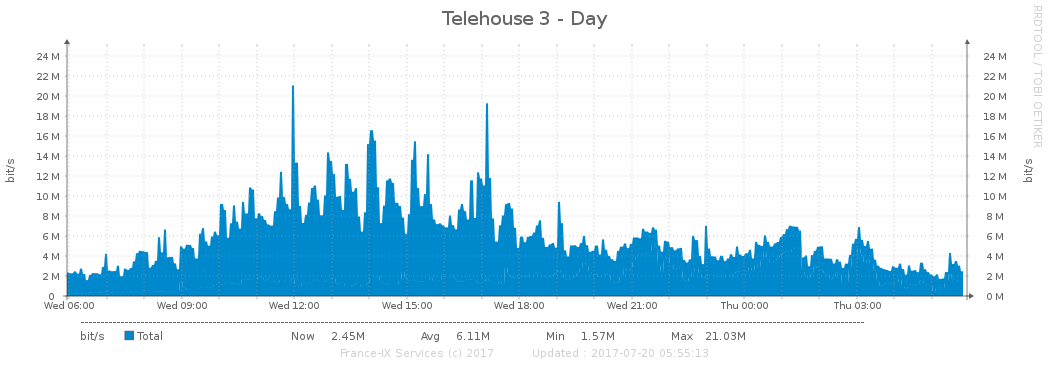 Telehouse 3 - Day
RRDTOOL / TOBI OETIKER
bit/s
bit/s
24 M 24 M
22 M 22 M
20 M 20 M
18 M 18 M
16 M 16 M
14 M 14 M
12 M 12 M
10 M 10 M
8 M 8 M
6 M 6 M
4 M 4 M
2 M 2 M
0 0 M
Wed 06:00 Wed 09:00 Wed 12:00 Wed 15:00 Wed 18:00 Wed 21:00 Thu 00:00 Thu 03:00
bit/s Total Now 2.45M Avg 6.11M Min 1.57M Max 21.03M
France-IX Services (c) 2017 Updated : 2017-07-20 05:55:13